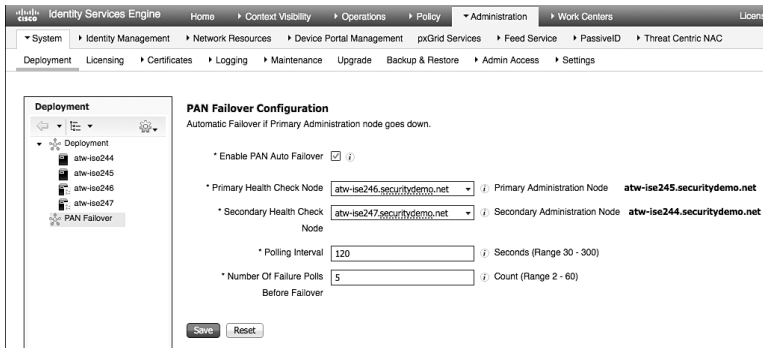 cisco Identity Services Engine Home Context Visibility Operations Policy Administration Work Centers Licens
System Identity Management Network Resources Device Portal Management pxGrid Services Feed Service PassiveID Threat Centric NAC
Deployment Licensing Certificates Logging Maintenance Upgrade Backup & Restore Admin Access Settings
Deployment
Deployment
atw-ise244
atw-ise245
atw-ise246
atw-ise247
PAN Failover
PAN Failover Configuration
Automatic Failover if Primary Administration node goes down.
* Enable PAN Auto Failover
* Primary Health Check Node atw-ise246.securitydemo.net Primary Administration Node atw-ise245.securitydemo.net
* Secondary Health Check atw-ise247.securitydemo.net Secondary Administration Node atw-ise244.securitydemo.net
Node
* Polling Interval 120 Seconds (Range 30 - 300)
* Number Of Failure Polls 5 Count (Range 2 - 60)
Before Failover
Save Reset